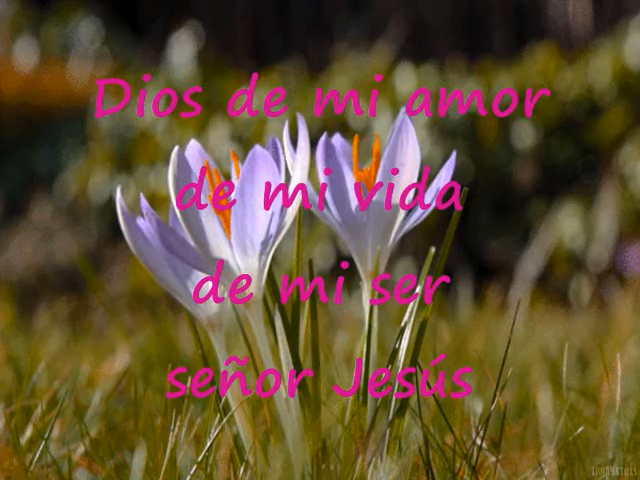 Dios de mi amor
de mi vida
de mi ser
señor Jesús